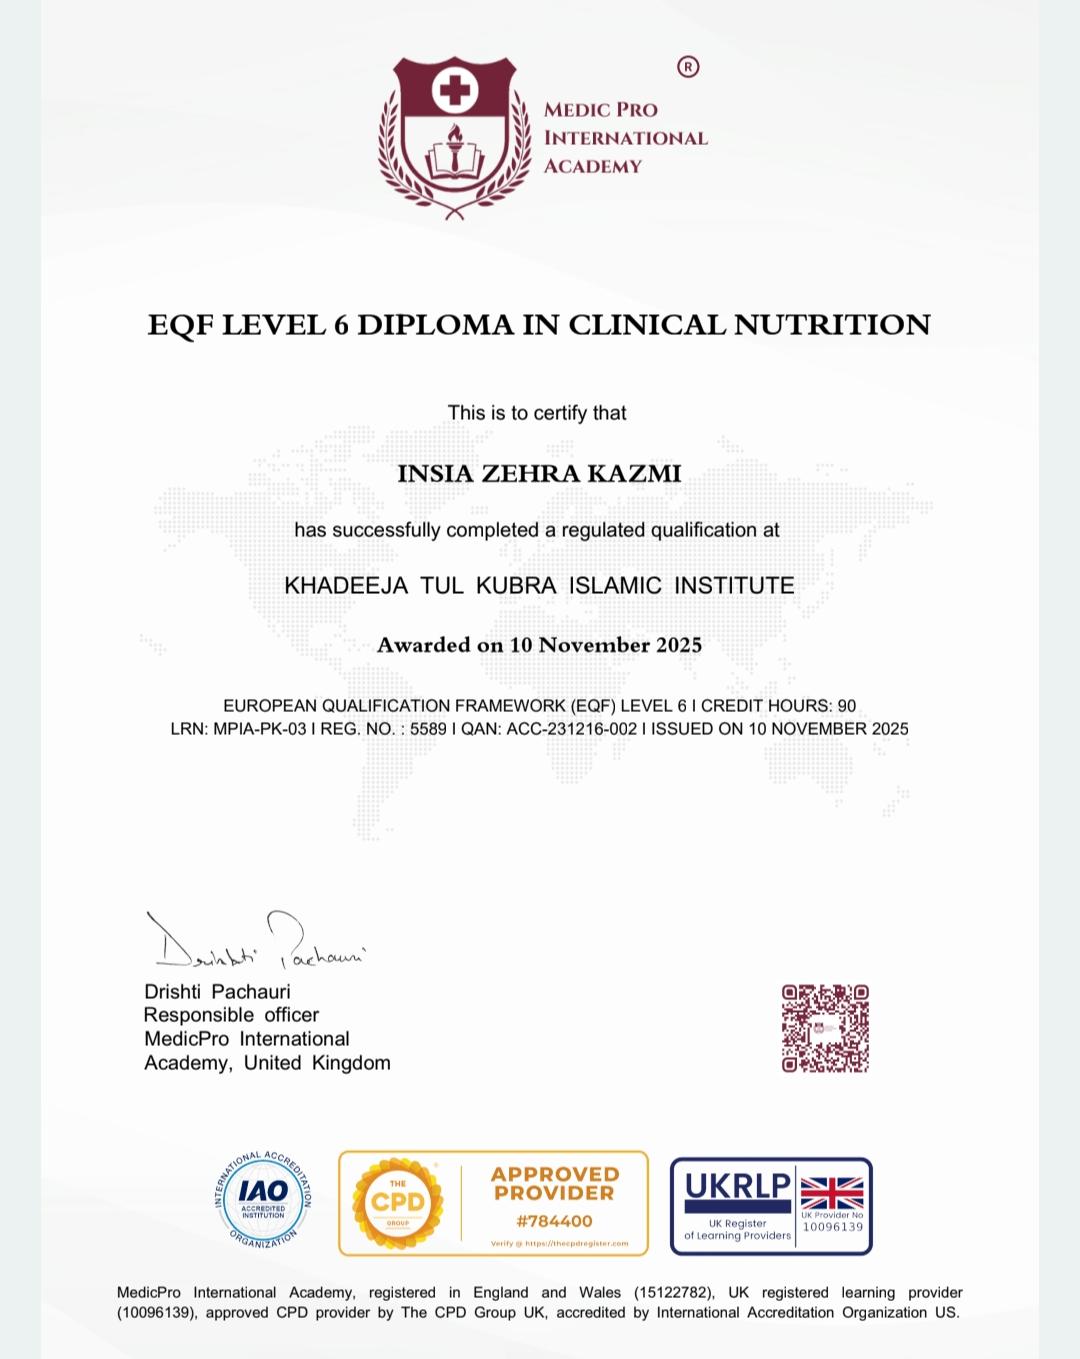 ®
MEDIC PRO
INTERNATIONAL
ACADEMY
EQF LEVEL 6 DIPLOMA IN CLINICAL NUTRITION
This is to certify that
INSIA ZEHRA KAZMI
has successfully completed a regulated qualification at
KHADEEJA TUL KUBRA ISLAMIC INSTITUTE
Awarded on 10 November 2025
EUROPEAN QUALIFICATION FRAMEWORK (EQF) LEVEL 6 I CREDIT HOURS: 90
LRN: MPIA-PK-03 I REG. NO. : 5589 I QAN: ACC-231216-002 I ISSUED ON 10 NOVEMBER 2025
Drishti Pachauri
Drishti Pachauri
Responsible officer
MedicPro International
Academy, United Kingdom
INTERNATIONAL ACCREDITATION
IAO
ACCREDITED
INSTITUTION
ORGANIZATION
THE
CPD
GROUP
APPROVED
PROVIDER
#784400
Verify @ https://thecpdregister.com
UKRLP
UK Register
of Learning Providers
UK Provider No
10096139
MedicPro International Academy, registered in England and Wales (15122782), UK registered learning provider
(10096139), approved CPD provider by The CPD Group UK, accredited by International Accreditation Organization US.